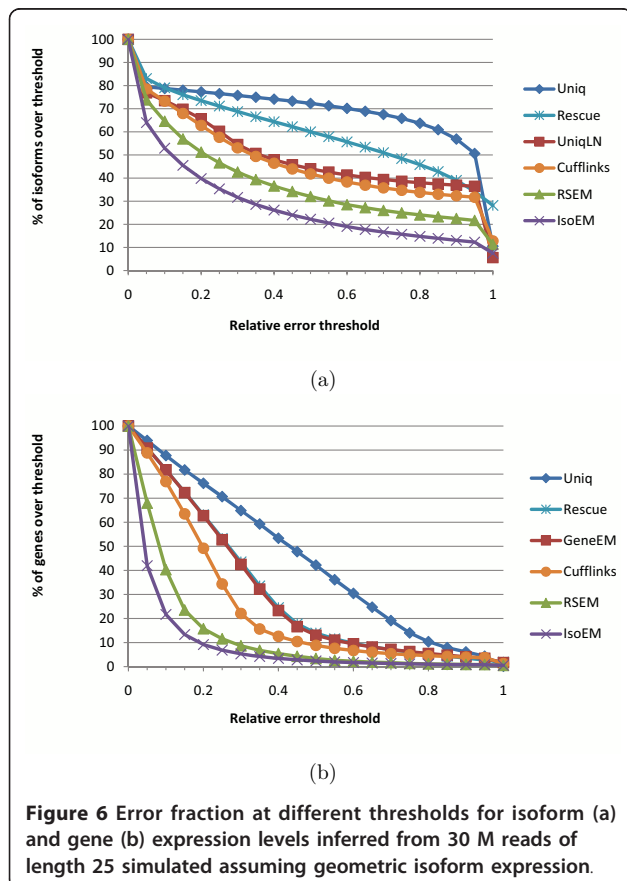 100
90
80
70
60
50
40
30
20
10
0
% of isoforms over threshold
0
0.2
0.4
0.6
0.8
1
Relative error threshold
Uniq
Rescue
UniqLN
Cufflinks
RSEM
IsoEM
(a)
100
90
80
70
60
50
40
30
20
10
0
% of genes over threshold
0
0.2
0.4
0.6
0.8
1
Relative error threshold
Uniq
Rescue
GeneEM
Cufflinks
RSEM
IsoEM
(b)
Figure 6 Error fraction at different thresholds for isoform (a)
and gene (b) expression levels inferred from 30 M reads of
length 25 simulated assuming geometric isoform expression.